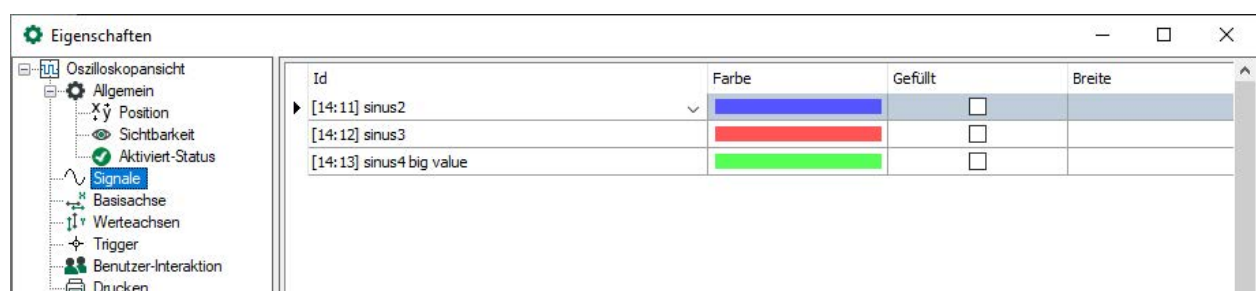 Eigenschaften
Oszilloskopansicht
Allgemein
Position
Sichtbarkeit
Aktiviert-Status
Signale
Basisachse
Werteachsen
Trigger
Benutzer-Interaktion
Drucken
Id Farbe Gefüllt Breite
[14:11] sinus2
[14:12] sinus3
[14:13] sinus4 big value